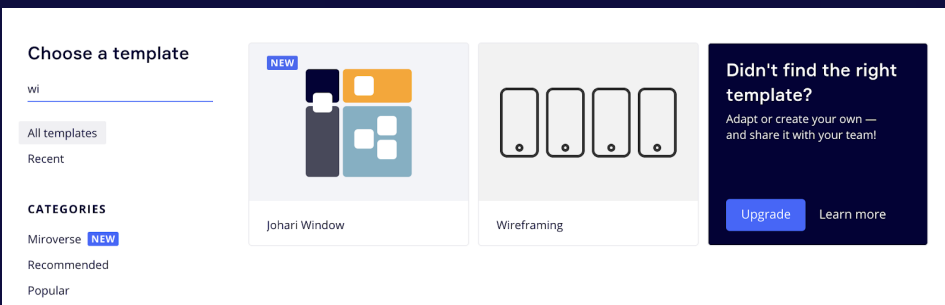 Choose a template
wi
All templates
Recent
CATEGORIES
Miroverse NEW
Recommended
Popular
NEW
Johari Window
Wireframing
Didn't find the right
template?
Adapt or create your own —
and share it with your team!
Upgrade Learn more